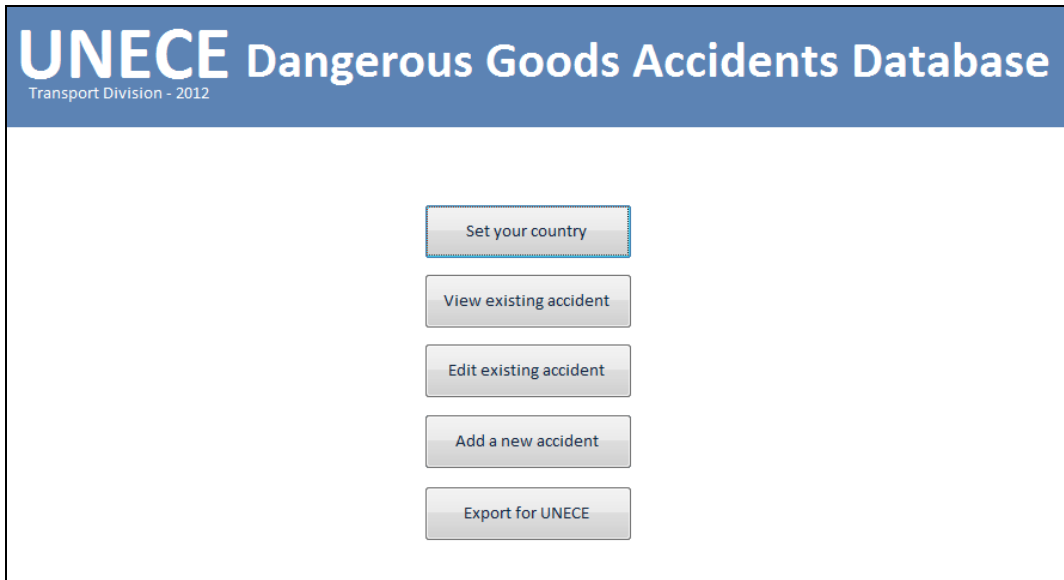 UNECE Dangerous Goods Accidents Database
Transport Division - 2012
Set your country
View existing accident
Edit existing accident
Add a new accident
Export for UNECE